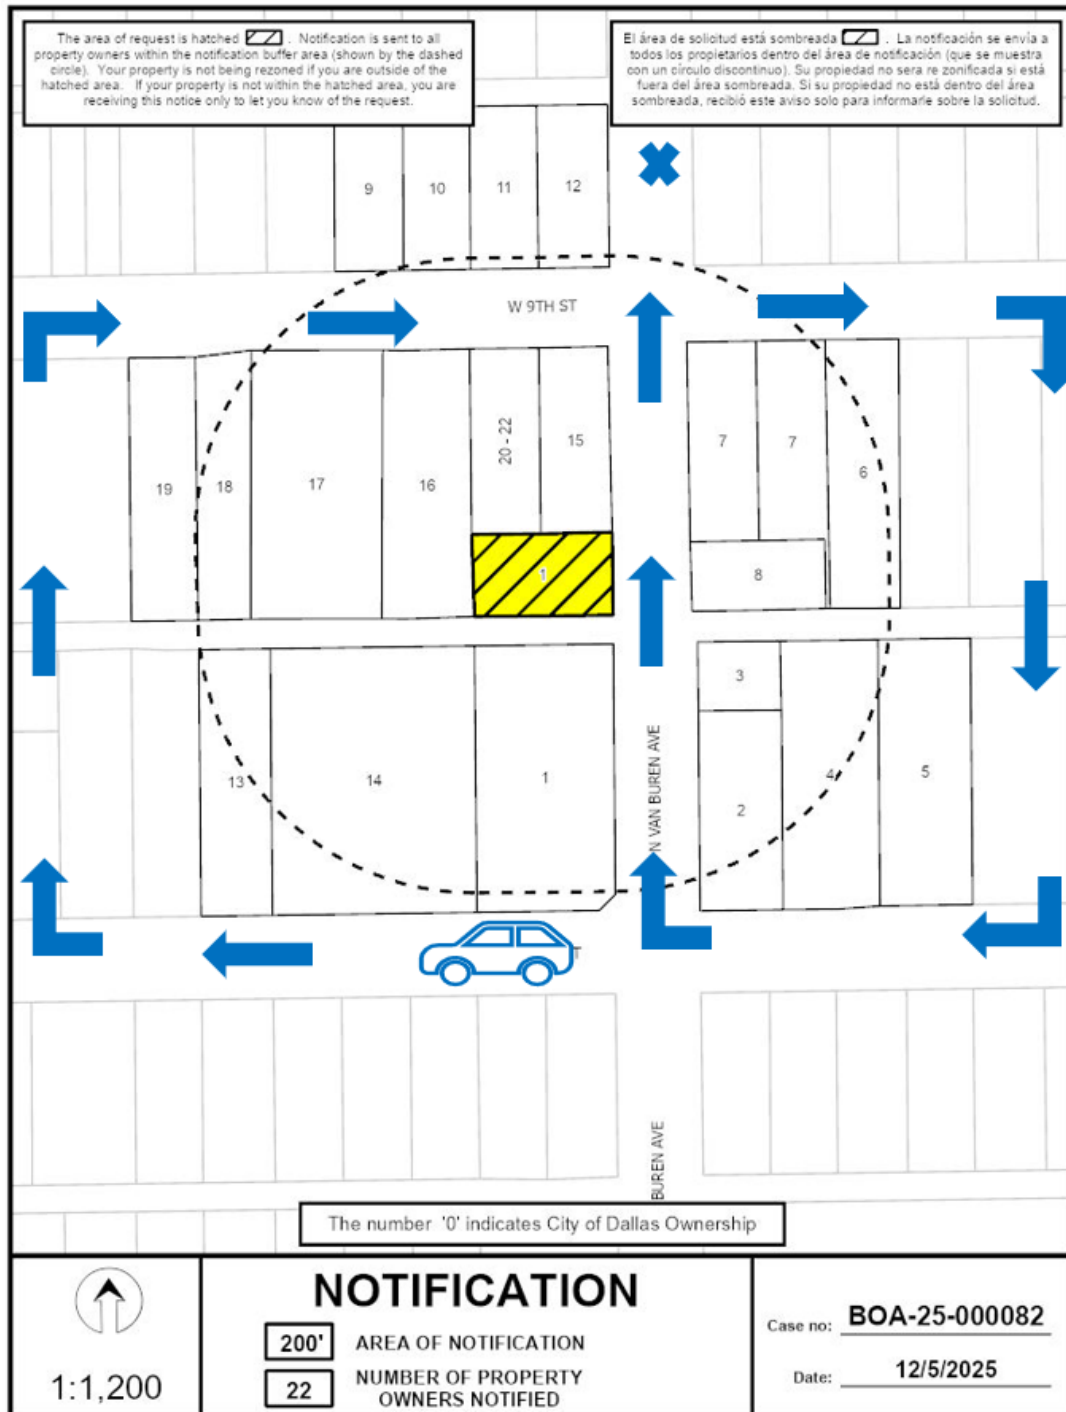 The area of request is hatched . Notification is sent to all
property owners within the notification buffer area (shown by the dashed
circle). Your property is not being rezoned if you are outside of the
hatched area. If your property is not within the hatched area, you are
receiving this notice only to let you know of the request.
El área de solicitud está sombreada . La notificación se envía a
todos los propietarios dentro del área de notificación (que se muestra
con un círculo discontinuo). Su propiedad no sera re zonificada si está
fuera del área sombreada. Si su propiedad no está dentro del área
sombreada, recibió este aviso solo para informarle sobre la solicitud.
9
10
11
12
W 9TH ST
19
18
17
16
20 - 22
15
7
7
6
1
8
13
14
1
N VAN BUREN AVE
3
2
4
5
T
BUREN AVE
The number '0' indicates City of Dallas Ownership
1:1,200
NOTIFICATION
200' AREA OF NOTIFICATION
22 NUMBER OF PROPERTY
OWNERS NOTIFIED
Case no: BOA-25-000082
Date: 12/5/2025